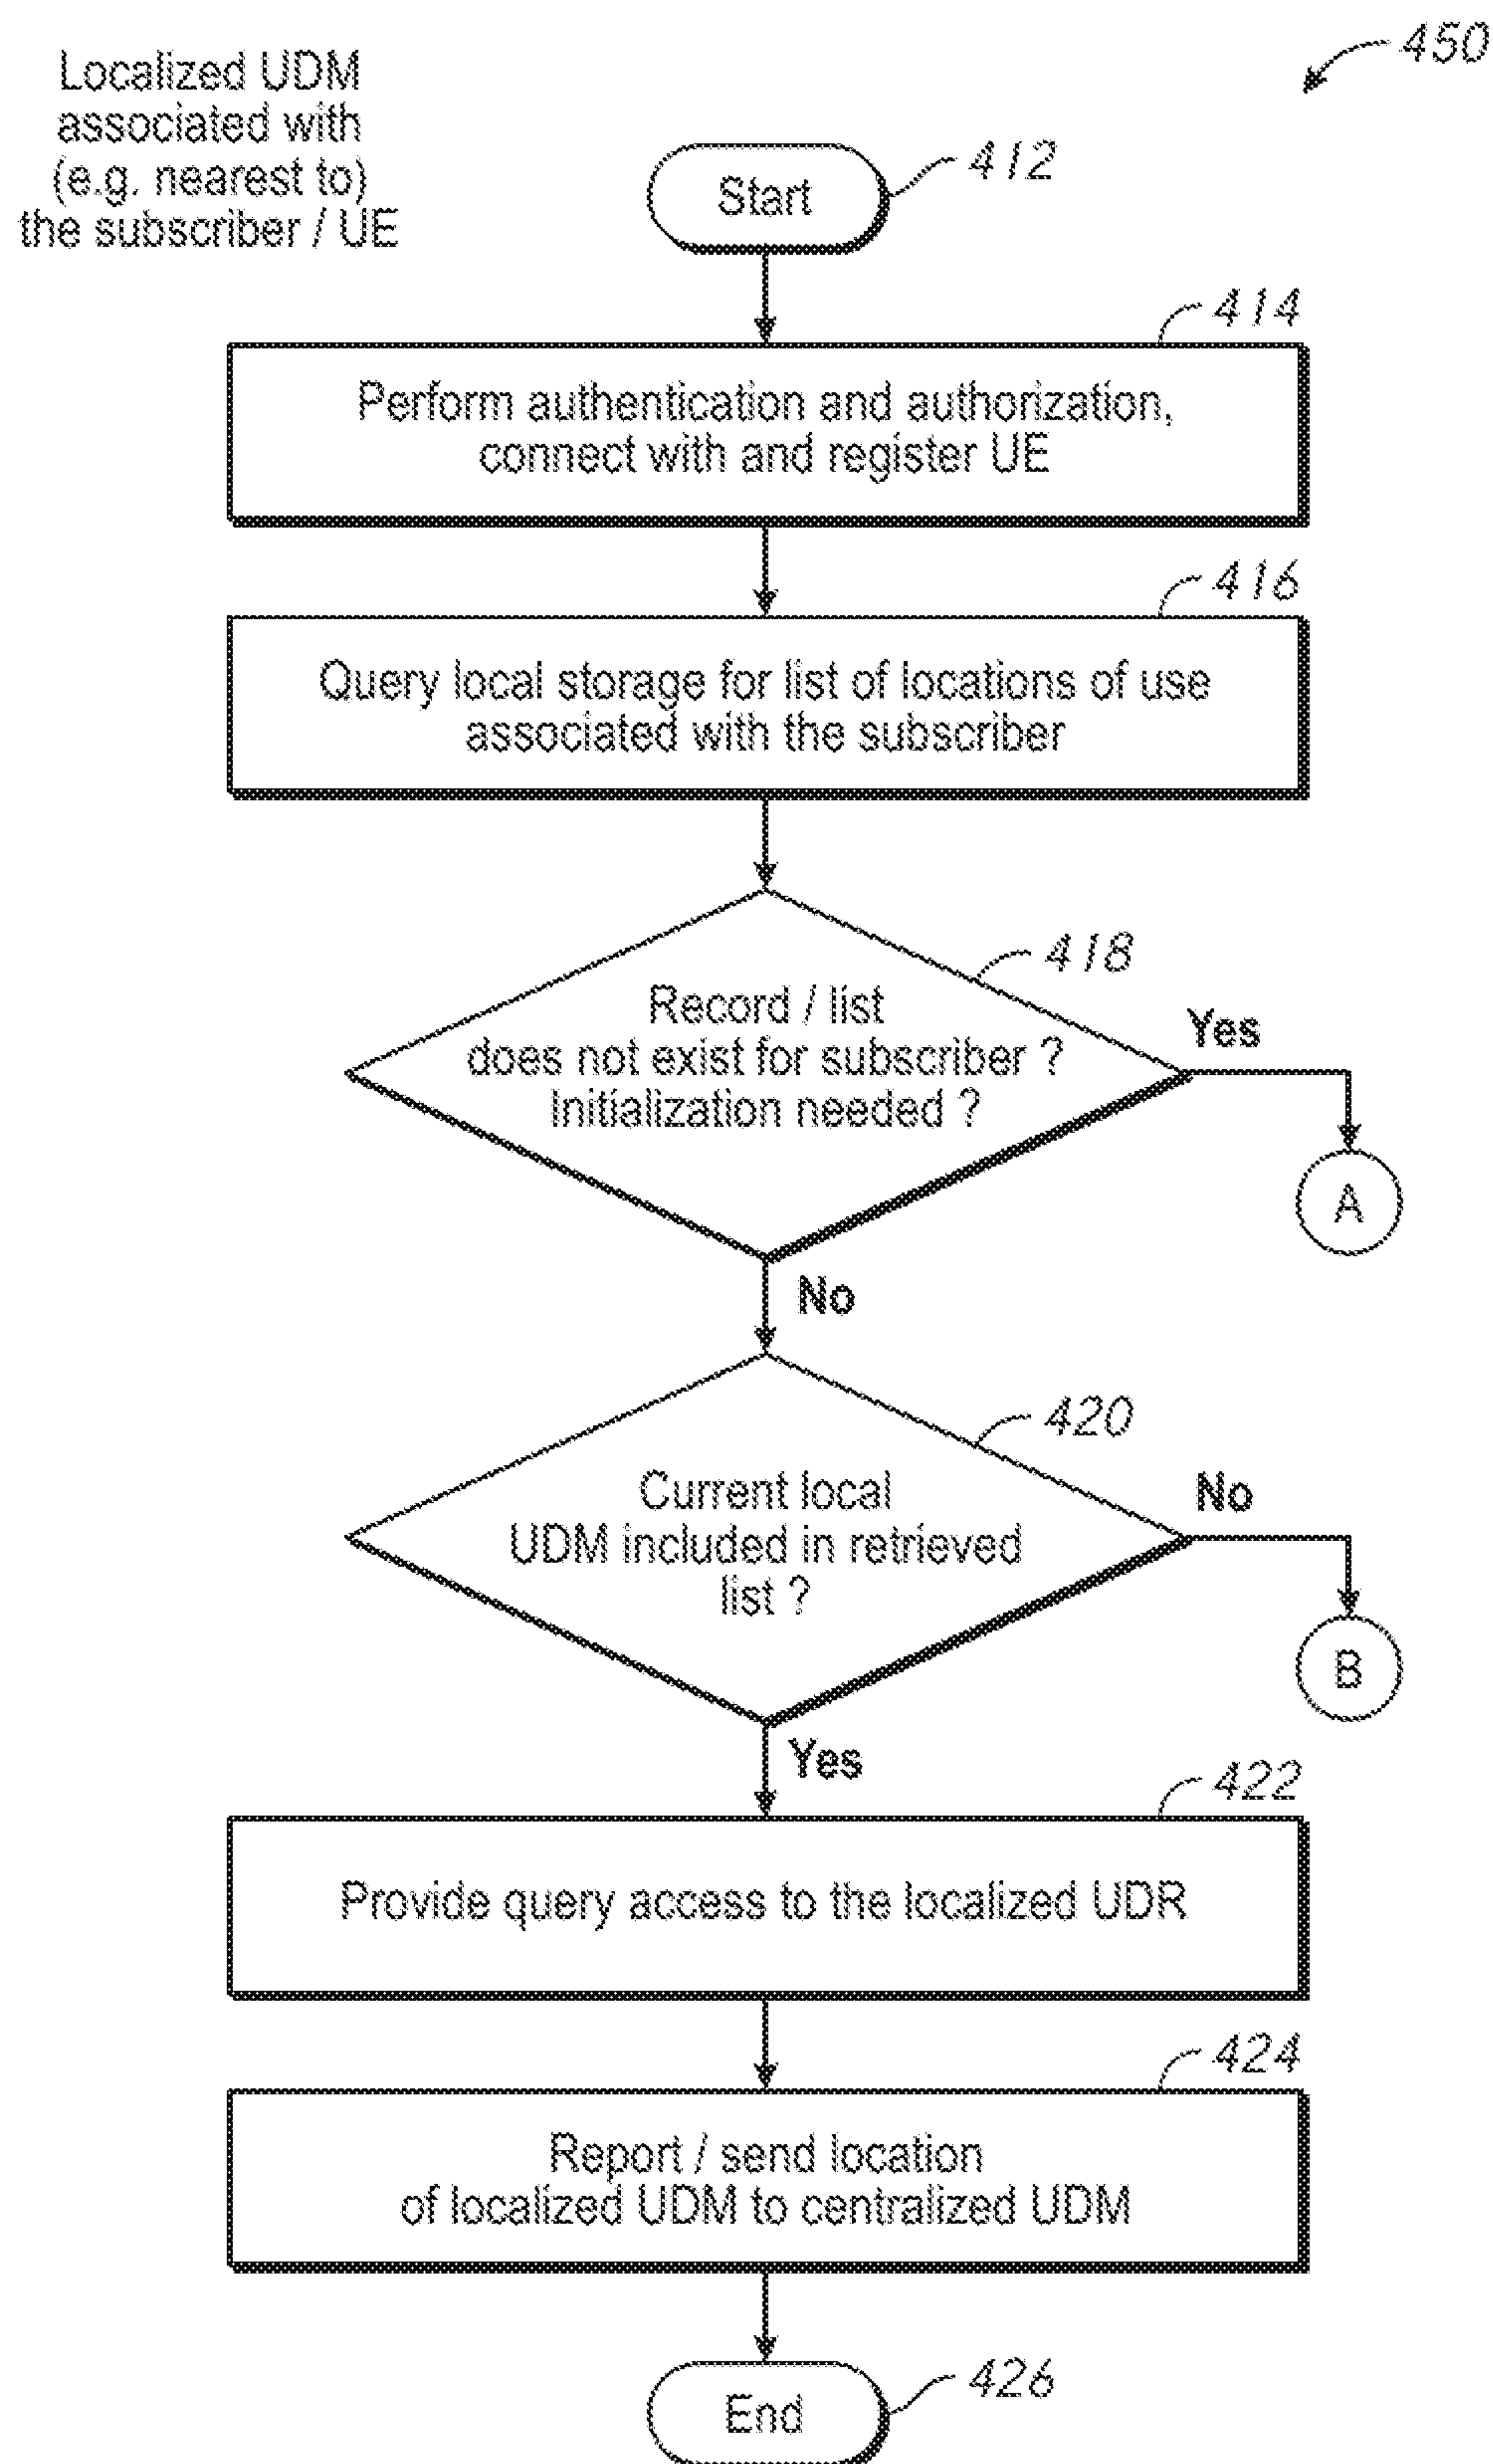 450
Localized UDM
associated with
(e.g. nearest to)
the subscriber / UE
412
Start
414
Perform authentication and authorization,
connect with and register UE
416
Query local storage for list of locations of use
associated with the subscriber
418
Record / list
does not exist for subscriber ?
Initialization needed ?
Yes
A
No
420
Current local
UDM included in retrieved
list ?
No
B
Yes
422
Provide query access to the localized UDR
424
Report / send location
of localized UDM to centralized UDM
426
End